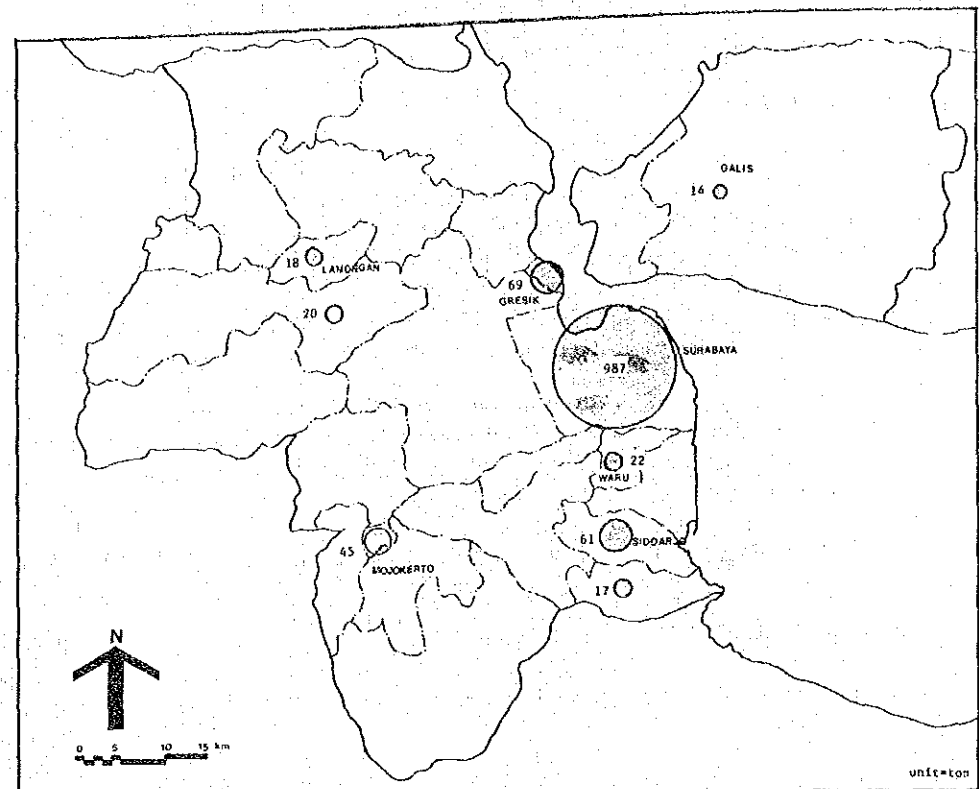 GALIS
16
18
LAMONGAN
69
GRESIK
20
SURABAYA
987
22
WARU
61
SIDOARJO
45
MOJOKERTO
17
N
0 5 10 15 km
unit=ton